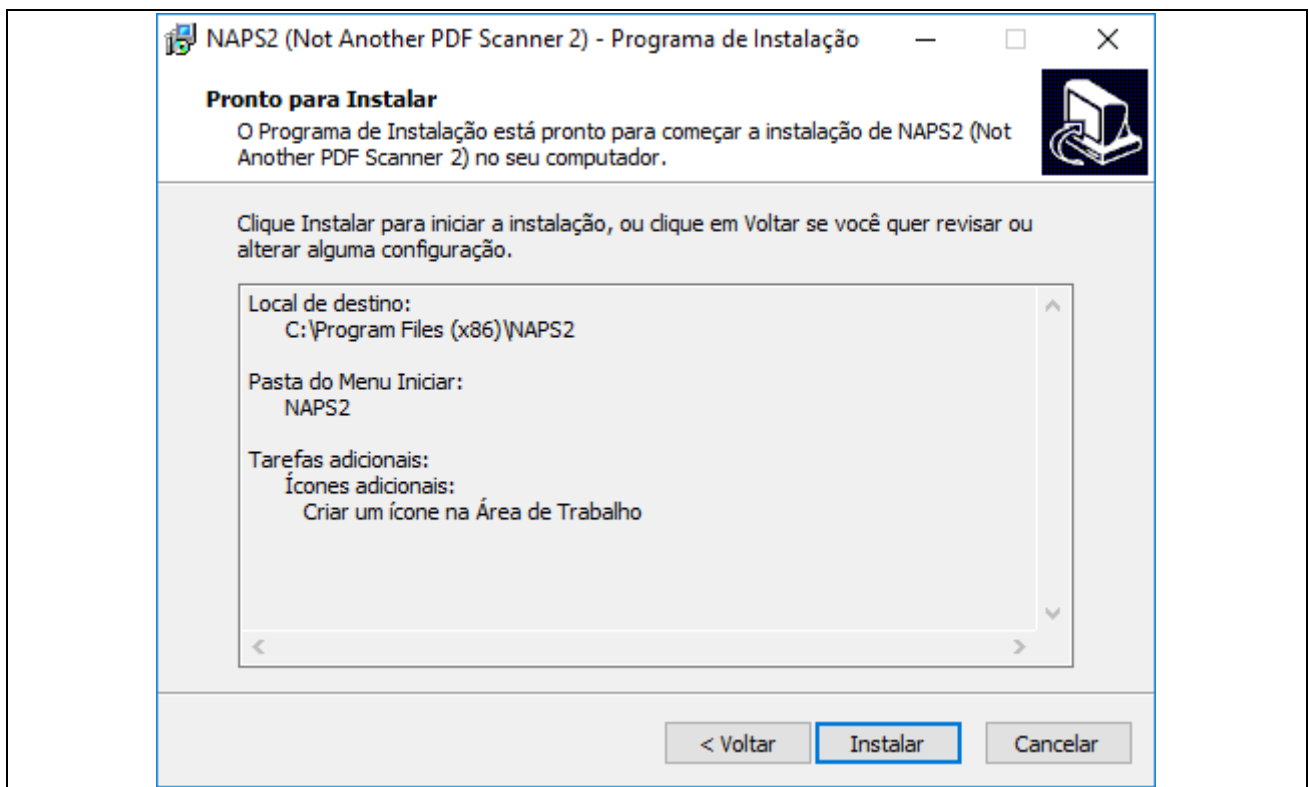 NAPS2 (Not Another PDF Scanner 2) - Programa de Instalação
Pronto para Instalar
O Programa de Instalação está pronto para começar a instalação de NAPS2 (Not
Another PDF Scanner 2) no seu computador.
Clique Instalar para iniciar a instalação, ou clique em Voltar se você quer revisar ou
alterar alguma configuração.
Local de destino:
C:\Program Files (x86)\NAPS2
Pasta do Menu Iniciar:
NAPS2
Tarefas adicionais:
Ícones adicionais:
Criar um ícone na Área de Trabalho
< Voltar
Instalar
Cancelar